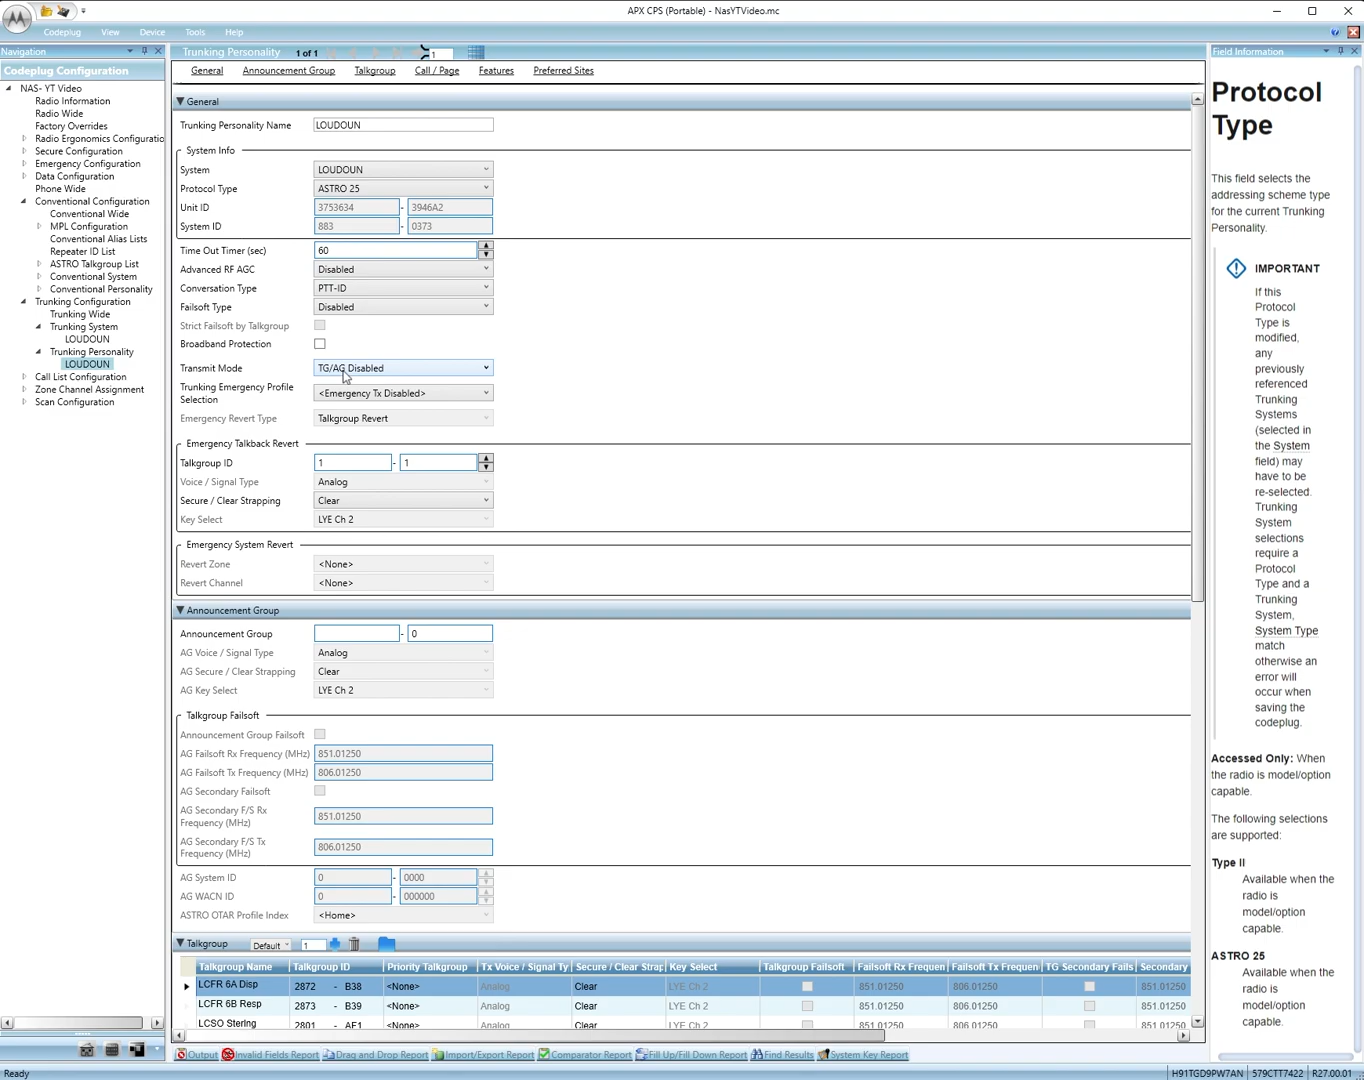 APX CPS (Portable) - NasYTVideo.mc
Codeplug View Device Tools Help
Navigation
Codeplug Configuration
NAS- YT Video
Radio Information
Radio Wide
Factory Overrides
Radio Ergonomics Configuratio
Secure Configuration
Emergency Configuration
Data Configuration
Phone Wide
Conventional Configuration
Conventional Wide
MPL Configuration
Conventional Alias Lists
Repeater ID List
ASTRO Talkgroup List
Conventional System
Conventional Personality
Trunking Configuration
Trunking Wide
Trunking System
LOUDOUN
Trunking Personality
LOUDOUN
Call List Configuration
Zone Channel Assignment
Scan Configuration
Trunking Personality 1 of 1 1
General Announcement Group Talkgroup Call / Page Features Preferred Sites
General
Trunking Personality Name LOUDOUN
System Info
System LOUDOUN
Protocol Type ASTRO 25
Unit ID 3753634 - 3946A2
System ID 883 - 0373
Time Out Timer (sec) 60
Advanced RF AGC Disabled
Conversation Type PTT-ID
Failsoft Type Disabled
Strict Failsoft by Talkgroup
Broadband Protection
Transmit Mode TG/AG Disabled
Trunking Emergency Profile
Selection <Emergency Tx Disabled>
Emergency Revert Type Talkgroup Revert
Emergency Talkback Revert
Talkgroup ID 1 - 1
Voice / Signal Type Analog
Secure / Clear Strapping Clear
Key Select LYE Ch 2
Emergency System Revert
Revert Zone <None>
Revert Channel <None>
Announcement Group
Announcement Group - 0
AG Voice / Signal Type Analog
AG Secure / Clear Strapping Clear
AG Key Select LYE Ch 2
Talkgroup Failsoft
Announcement Group Failsoft
AG Failsoft Rx Frequency (MHz) 851.01250
AG Failsoft Tx Frequency (MHz) 806.01250
AG Secondary Failsoft
AG Secondary F/S Rx
Frequency (MHz) 851.01250
AG Secondary F/S Tx
Frequency (MHz) 806.01250
AG System ID 0 - 0000
AG WACN ID 0 - 000000
ASTRO OTAR Profile Index <Home>
Talkgroup Default 1
Talkgroup Name Talkgroup ID Priority Talkgroup Tx Voice / Signal Ty Secure / Clear Strap Key Select Talkgroup Failsoft Failsoft Rx Frequen Failsoft Tx Frequen TG Secondary Fails Secondary
LCFR 6A Disp 2872 - B38 <None> Analog Clear LYE Ch 2 851.01250 806.01250 851.01250
LCFR 6B Resp 2873 - B39 <None> Analog Clear LYE Ch 2 851.01250 806.01250 851.01250
LCSO Stering 2801 - AF1 <None> Analog Clear LYE Ch 2 851.01250 806.01250 851.01250
Output Invalid Fields Report Drag and Drop Report Import/Export Report Comparator Report Fill Up/Fill Down Report Find Results System Key Report
Field Information
Protocol
Type
This field selects the
addressing scheme type
for the current Trunking
Personality.
IMPORTANT
If this
Protocol
Type is
modified,
any
previously
referenced
Trunking
Systems
(selected in
the System
field) may
have to be
re-selected.
Trunking
System
selections
require a
Protocol
Type and a
Trunking
System,
System Type
match
otherwise an
error will
occur when
saving the
codeplug.
Accessed Only: When
the radio is model/option
capable.
The following selections
are supported:
Type II
Available when the
radio is
model/option
capable.
ASTRO 25
Available when the
radio is
model/option
capable.
Ready H91TGD9PW7AN 579CTT7422 R27.00.01